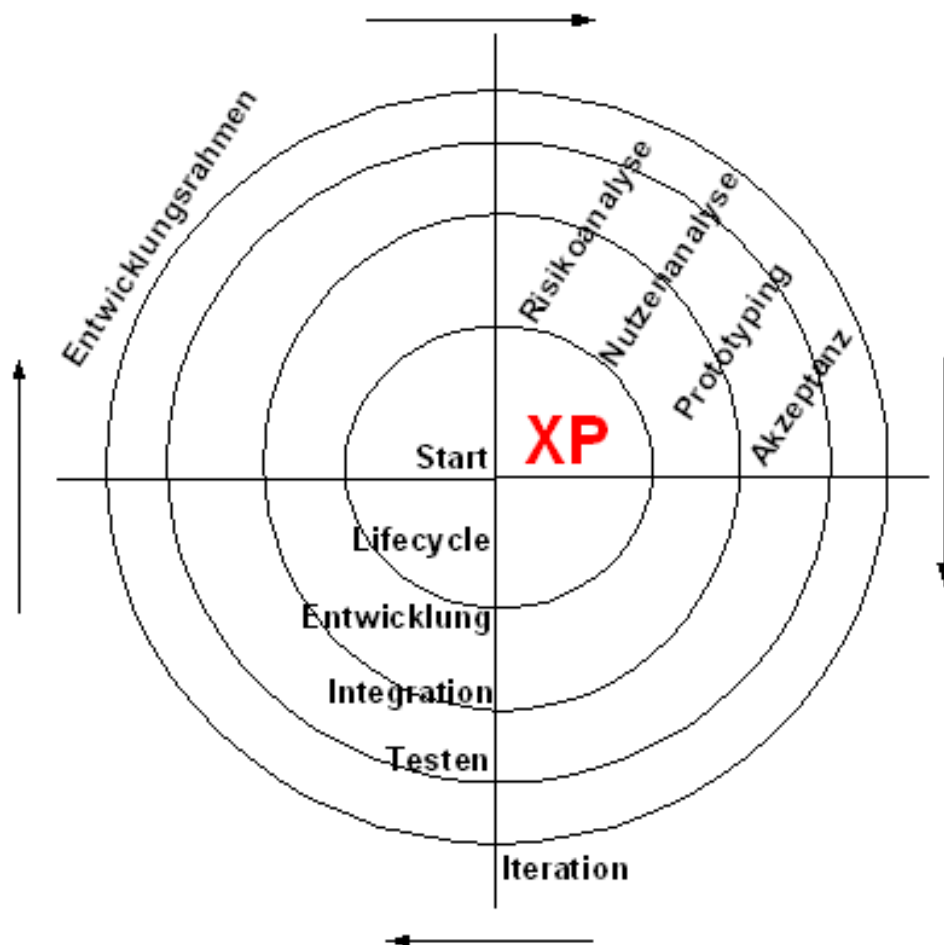 Entwicklungsrahmen
Risikoanalyse
Nutzenanalyse
Prototyping
Akzeptanz
XP
Start
Lifecycle
Entwicklung
Integration
Testen
Iteration